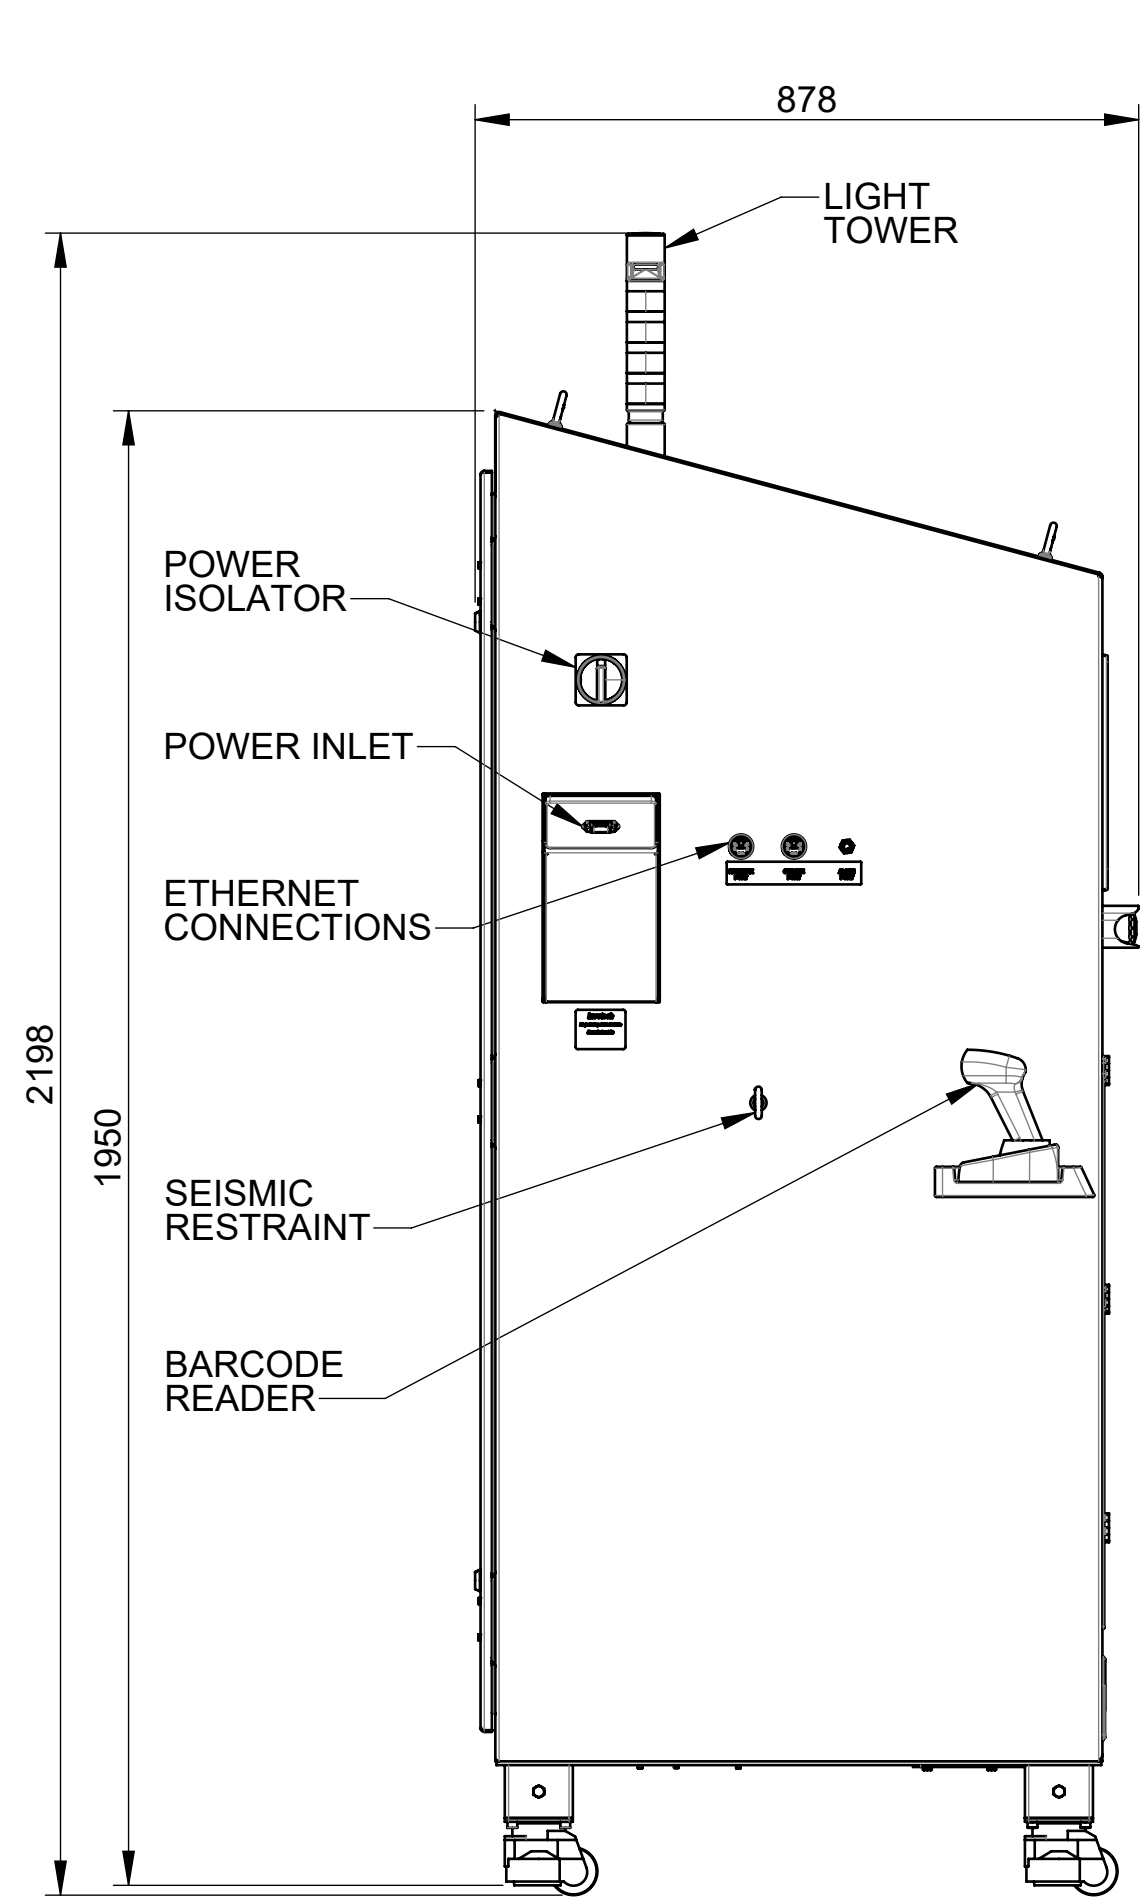 878
LIGHT
TOWER
POWER
ISOLATOR
POWER INLET
ETHERNET
CONNECTIONS
2198
1950
SEISMIC
RESTRAINT
BARCODE
READER